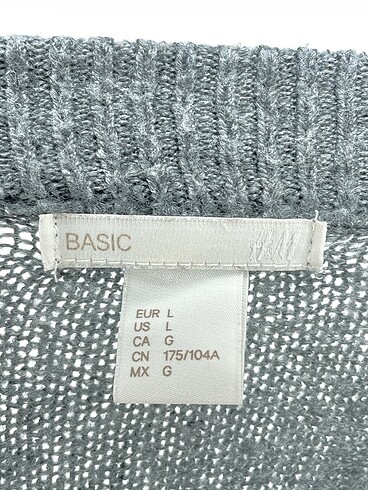 BASIC H&M
EUR L
US L
CA G
CN 175/104A
MX G